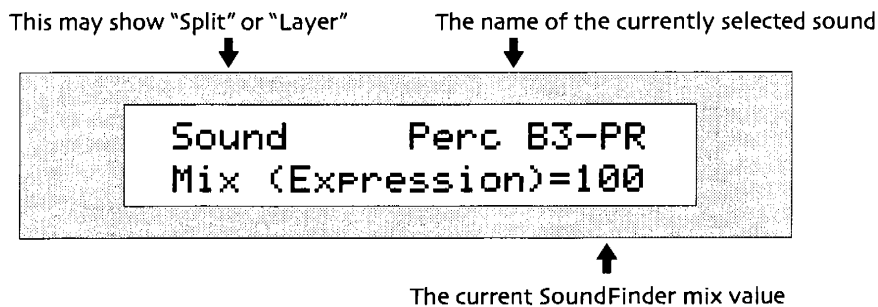 This may show “Split” or “Layer”
The name of the currently selected sound
Sound Perc B3-PR
Mix (Expression)=100
The current SoundFinder mix value